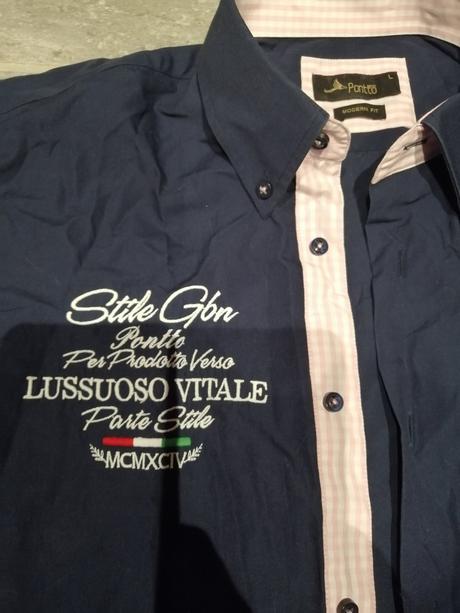 Pontto
L
MODERN FIT
Stile Gbn
Pontto
Per Prodotto Verso
LUSSUOSO VITALE
Parte Stile
MCMXCIV